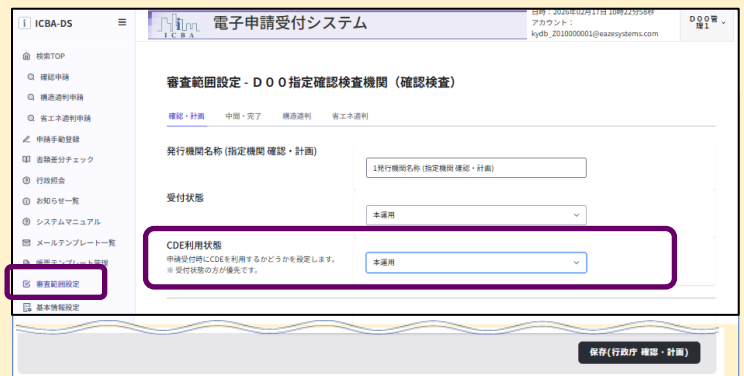 ICBA-DS
検索TOP
確認申請
構造適判申請
省エネ適判申請
申請手動登録
書類差分チェック
行政照会
お知らせ一覧
システムマニュアル
メールテンプレート一覧
帳票テンプレート管理
審査範囲設定
基本情報設定
ICBA
電子申請受付システム
日時：2026年02月17日 10時22分58秒
アカウント：
kydb_Z010000001@eazesystems.com
D00管
理1
審査範囲設定 - D００指定確認検査機関（確認検査）
確認・計画 中間・完了 構造適判 省エネ適判
発行機関名称 (指定機関 確認・計画)
1発行機関名称 (指定機関 確認・計画)
受付状態
本運用
CDE利用状態
申請受付時にCDEを利用するかどうかを設定します。
※ 受付状態の方が優先です。
本運用
保存(行政庁 確認・計画)